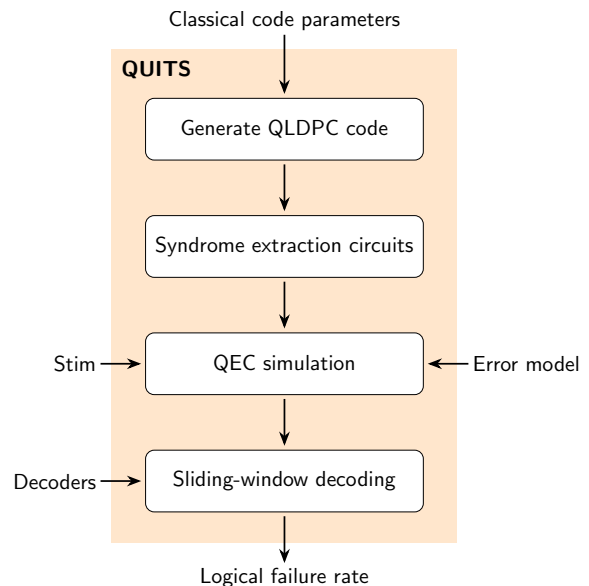 Classical code parameters
QUITS
Generate QLDPC code
Syndrome extraction circuits
Stim
QEC simulation
Error model
Decoders
Sliding-window decoding
Logical failure rate